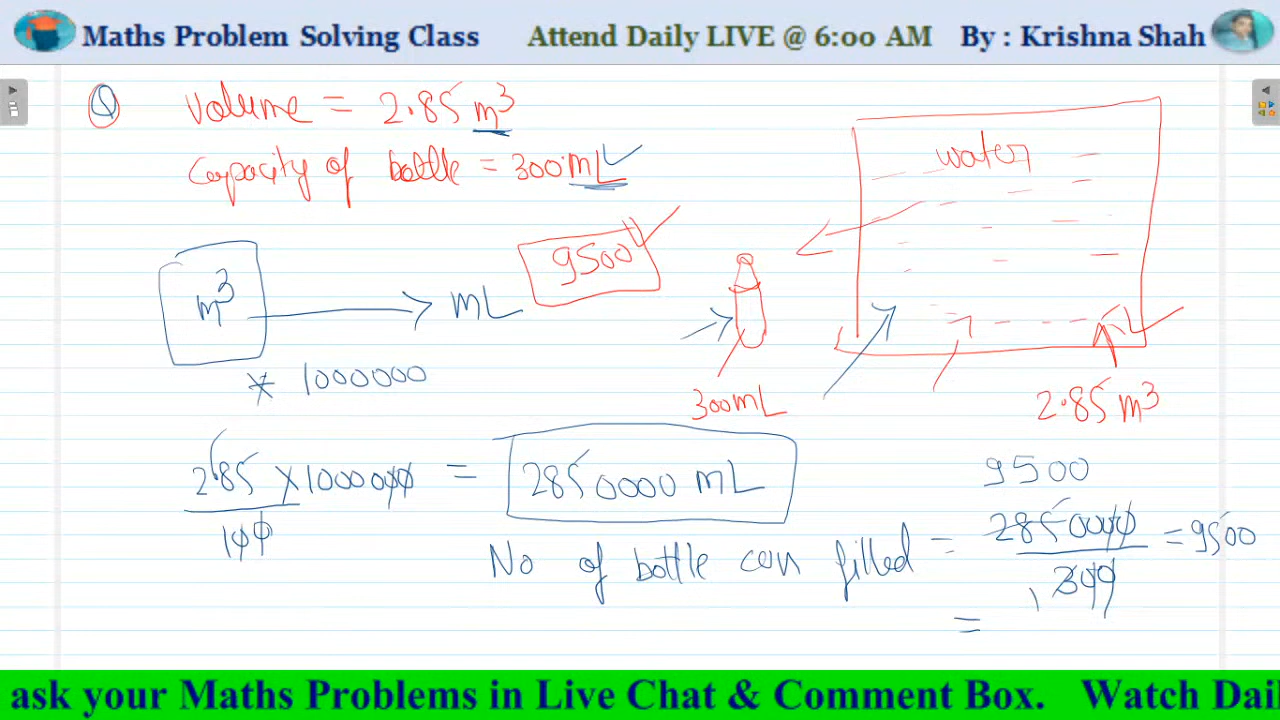 Maths Problem Solving Class Attend Daily LIVE @ 6:00 AM By : Krishna Shah
Q Volume = 2.85 m³
Capacity of bottle = 300 mL
water
9500
m³ → mL
* 1000000
300mL
2.85 m³
2.85 × 1000000 / 100 = 2850000 mL
9500
No of bottle can filled = 2850000 / 300 = 9500
=
ask your Maths Problems in Live Chat & Comment Box. Watch Dai